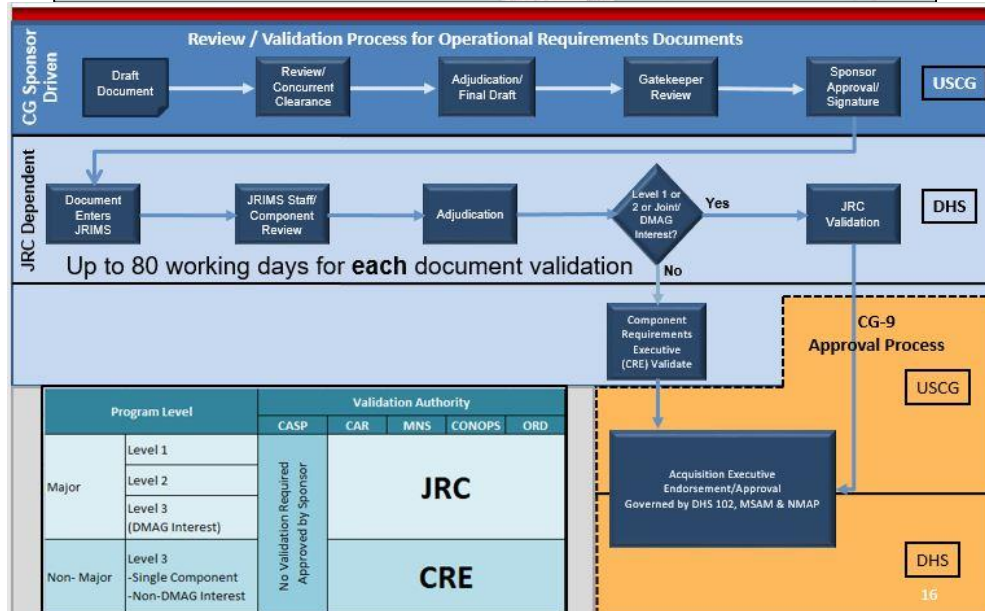 Review / Validation Process for Operational Requirements Documents
CG Sponsor
Driven
Draft
Document
Review/
Concurrent
Clearance
Adjudication/
Final Draft
Gatekeeper
Review
Sponsor
Approval/
Signature
USCG
JRC Dependent
Document
Enters
JRIMS
JRIMS Staff/
Component
Review
Adjudication
Level 1 or
2 or Joint/
DMAG
Interest?
Yes
JRC
Validation
DHS
Up to 80 working days for each document validation
No
Component
Requirements
Executive
(CRE) Validate
CG-9
Approval Process
USCG
Acquisition Executive
Endorsement/Approval
Governed by DHS 102, MSAM & NMAP
DHS
16
Program Level
Validation Authority
CASP
CAR
MNS
CONOPS
ORD
Major
Level 1
Level 2
Level 3
(DMAG Interest)
No Validation Required
Approved by Sponsor
JRC
Non- Major
Level 3
-Single Component
-Non-DMAG Interest
CRE